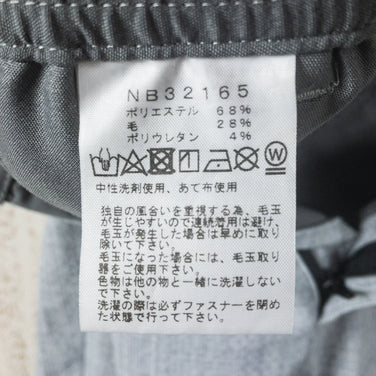 NB32165
ポリエステル 68%
毛 28%
ポリウレタン 4%
中性洗剤使用、あて布使用
独自の風合いを重視する為、毛玉
が生じやすいので連続着用は避け、
毛玉が発生した場合は早めに取り
除いて下さい。
毛玉になった場合には、毛玉取り
器をご使用下さい。
色物は他の物と一緒に洗濯しない
で下さい。
洗濯の際は必ずファスナーを閉め
た状態で行って下さい。